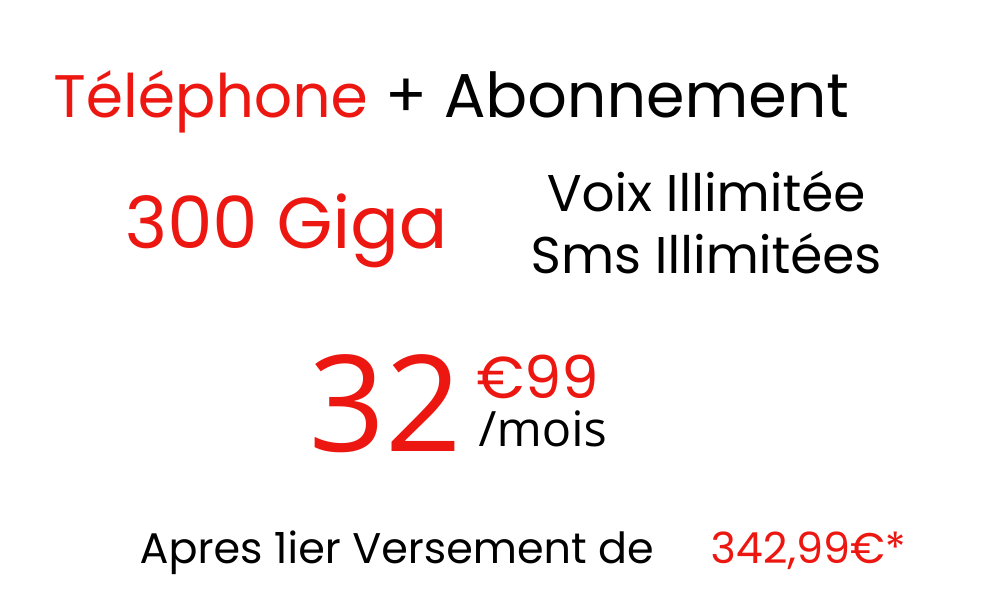 Téléphone + Abonnement
300 Giga
Voix Illimitée
Sms Illimitées
32 €99
/mois
Apres 1ier Versement de 342,99€*